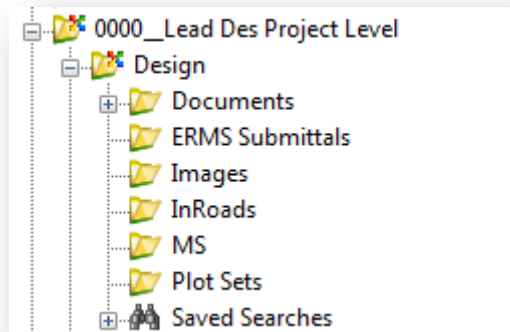 0000__Lead Des Project Level
Design
Documents
ERMS Submittals
Images
InRoads
MS
Plot Sets
Saved Searches